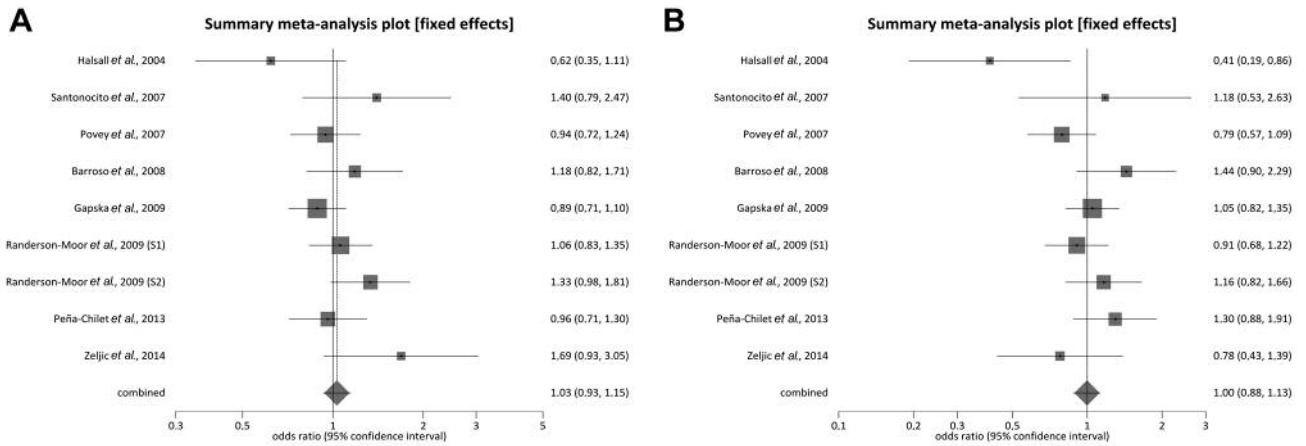 A
Summary meta-analysis plot [fixed effects]
Halsall et al., 2004 0,62 (0.35, 1.11)
Santonocito et al., 2007 1.40 (0.79, 2.47)
Povey et al., 2007 0.94 (0.72, 1.24)
Barroso et al., 2008 1.18 (0.82, 1.71)
Gapska et al., 2009 0,89 (0.71, 1.10)
Randerson-Moor et al., 2009 (S1) 1.06 (0.83, 1.35)
Randerson-Moor et al., 2009 (S2) 1.33 (0.98, 1.81)
Peña-Chilet et al., 2013 0.96 (0.71, 1.30)
Zeljic et al., 2014 1.69 (0.93, 3.05)
combined 1.03 (0.93, 1.15)
0.3 0.5 1 2 3 5
odds ratio (95% confidence interval)
B
Summary meta-analysis plot [fixed effects]
Halsall et al., 2004 0,41 (0.19, 0.86)
Santonocito et al., 2007 1.18 (0.53, 2.63)
Povey et al., 2007 0.79 (0.57, 1.09)
Barroso et al., 2008 1.44 (0.90, 2.29)
Gapska et al., 2009 1.05 (0.82, 1.35)
Randerson-Moor et al., 2009 (S1) 0.91 (0.68, 1.22)
Randerson-Moor et al., 2009 (S2) 1.16 (0.82, 1.66)
Peña-Chilet et al., 2013 1.30 (0.88, 1.91)
Zeljic et al., 2014 0.78 (0.43, 1.39)
combined 1.00 (0.88, 1.13)
0.1 0.2 0.3 0.5 1 2 3
odds ratio (95% confidence interval)